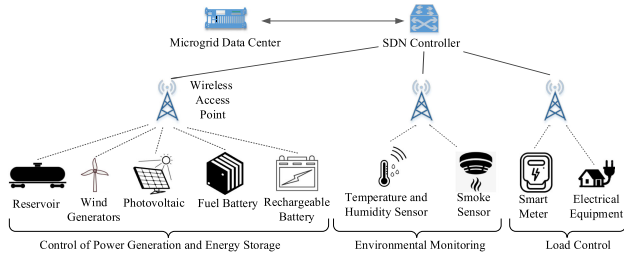 Microgrid Data Center
SDN Controller
Wireless
Access
Point
Reservoir
Wind
Generators
Photovoltaic
Fuel Battery
Rechargeable
Battery
Temperature and
Humidity Sensor
Smoke
Sensor
Smart
Meter
Electrical
Equipment
Control of Power Generation and Energy Storage
Environmental Monitoring
Load Control